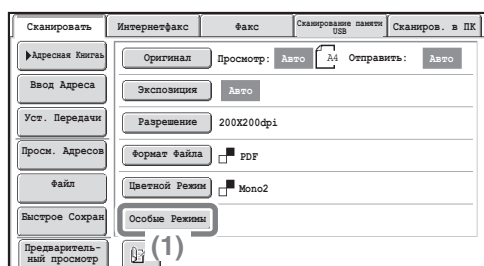 Сканировать Интернетфакс Факс Сканирование памяти USB Сканиров. в ПК
Адресная Книга Оригинал Просмотр: Авто A4 Отправить: Авто
Ввод Адреса Экспозиция Авто
Уст. Передачи Разрешение 200X200dpi
Просм. Адресов Формат Файла PDF
Файл Цветной Режим Mono2
Быстрое Сохран Особые Режимы
Предваритель-
ный просмотр (1)